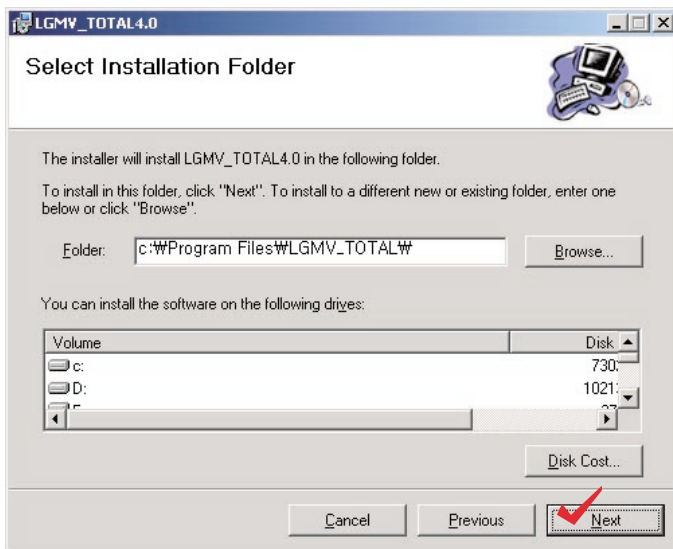 LGMV_TOTAL4.0
Select Installation Folder
The installer will install LGMV_TOTAL4.0 in the following folder.
To install in this folder, click "Next". To install to a different new or existing folder, enter one
below or click "Browse".
Folder: c:₩Program Files₩LGMV_TOTAL₩ Browse...
You can install the software on the following drives:
Volume Disk
c: 730
D: 1021
Disk Cost...
Cancel Previous Next